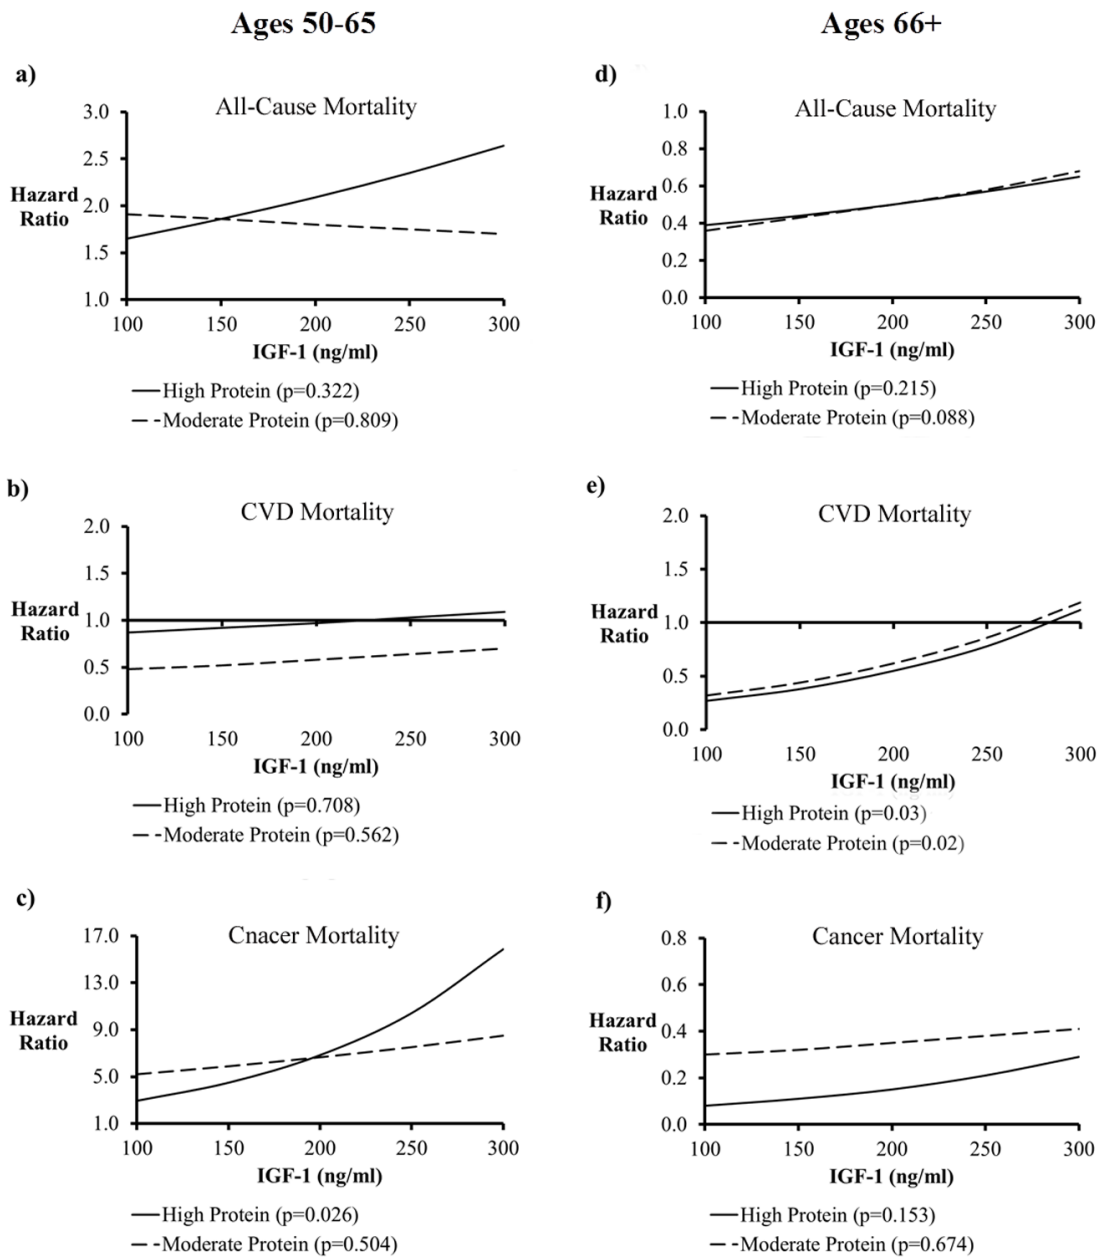 Ages 50-65
Ages 66+
a)
All-Cause Mortality
3.0
2.5
2.0
1.5
1.0
Hazard
Ratio
100 150 200 250 300
IGF-1 (ng/ml)
High Protein (p=0.322)
Moderate Protein (p=0.809)
d)
All-Cause Mortality
1.0
0.8
0.6
0.4
0.2
0.0
Hazard
Ratio
100 150 200 250 300
IGF-1 (ng/ml)
High Protein (p=0.215)
Moderate Protein (p=0.088)
b)
CVD Mortality
2.0
1.5
1.0
0.5
0.0
Hazard
Ratio
100 150 200 250 300
IGF-1 (ng/ml)
High Protein (p=0.708)
Moderate Protein (p=0.562)
e)
CVD Mortality
2.0
1.5
1.0
0.5
0.0
Hazard
Ratio
100 150 200 250 300
IGF-1 (ng/ml)
High Protein (p=0.03)
Moderate Protein (p=0.02)
c)
Cnacer Mortality
17.0
13.0
9.0
5.0
1.0
Hazard
Ratio
100 150 200 250 300
IGF-1 (ng/ml)
High Protein (p=0.026)
Moderate Protein (p=0.504)
f)
Cancer Mortality
0.8
0.6
0.4
0.2
0.0
Hazard
Ratio
100 150 200 250 300
IGF-1 (ng/ml)
High Protein (p=0.153)
Moderate Protein (p=0.674)